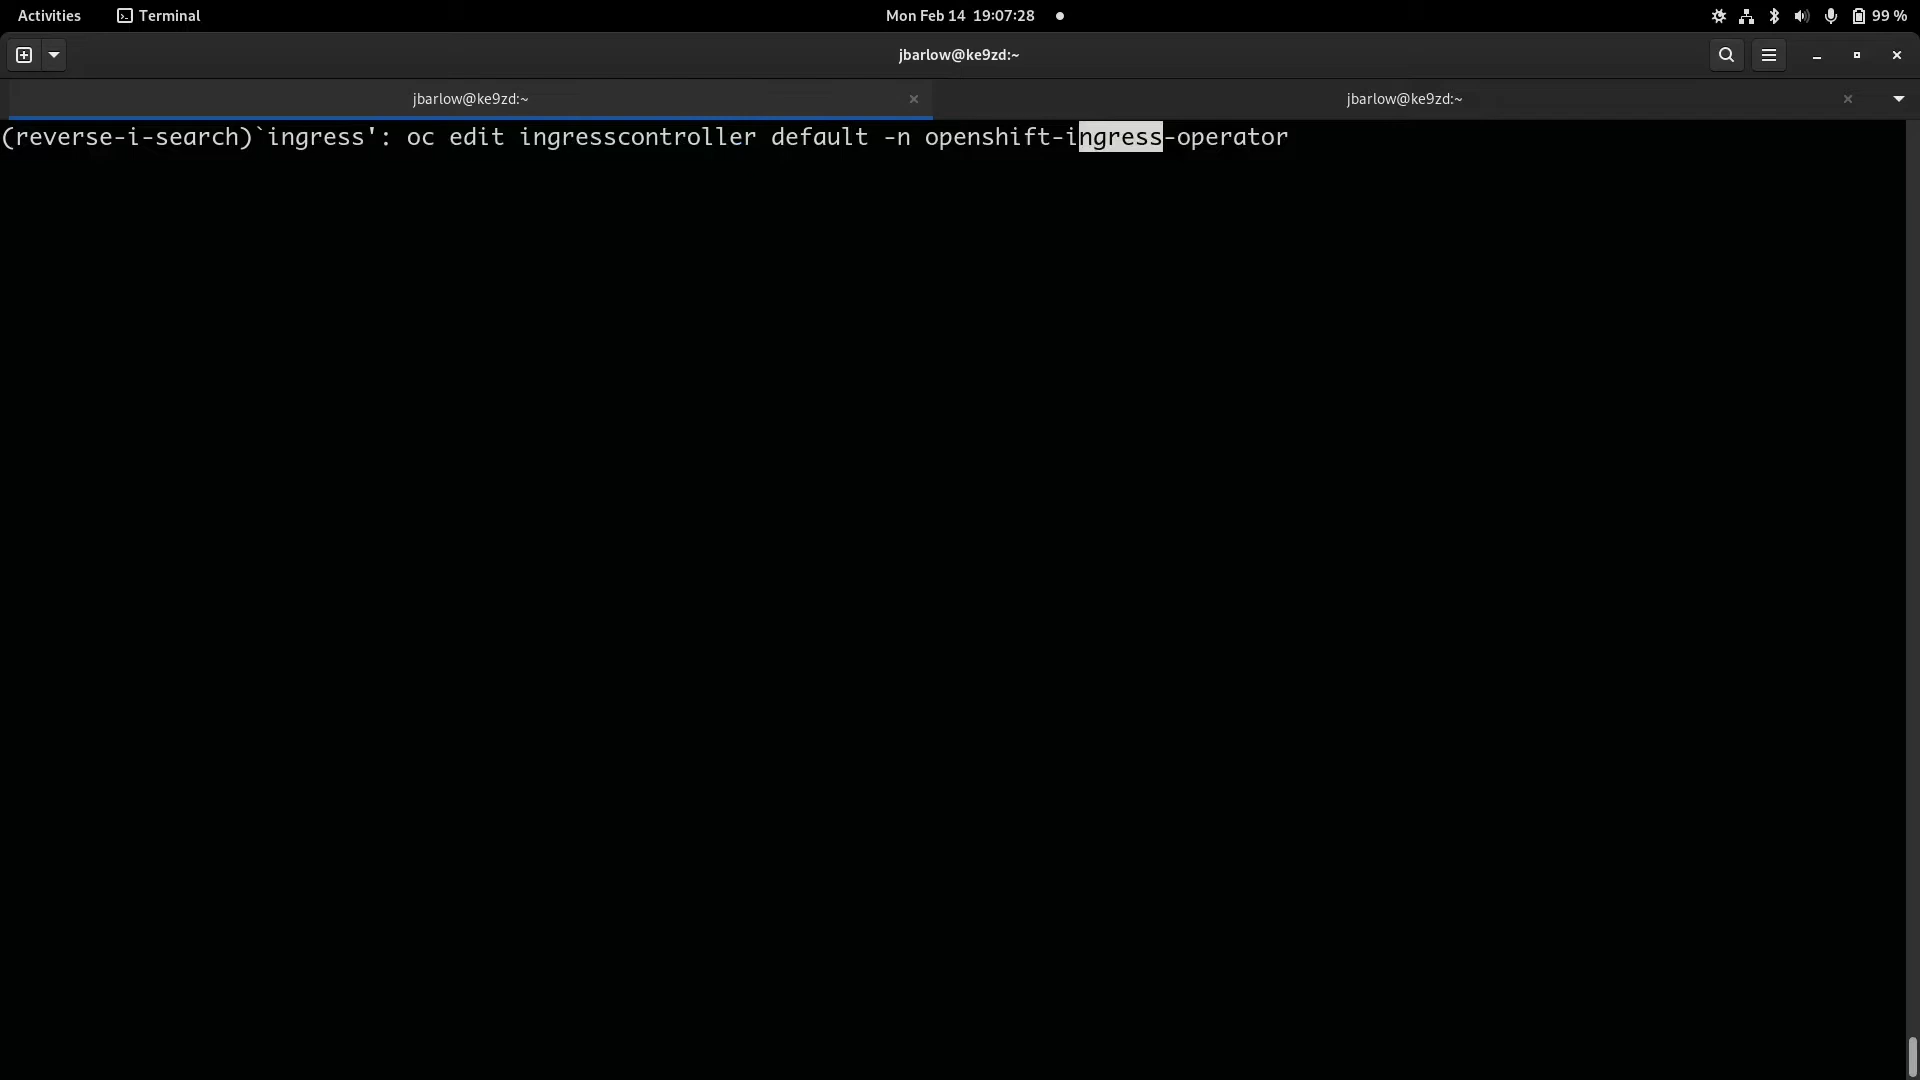 Activities Terminal Mon Feb 14 19:07:28 99 %
jbarlow@ke9zd:~
jbarlow@ke9zd:~ jbarlow@ke9zd:~
(reverse-i-search)`ingress': oc edit ingresscontroller default -n openshift-ingress-operator